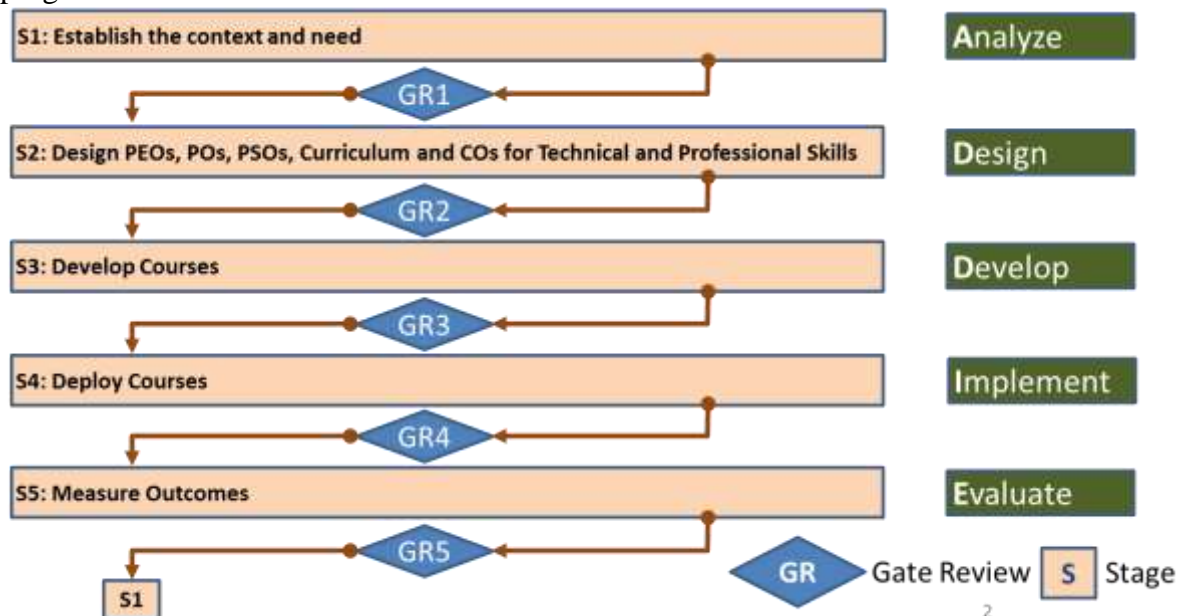 S1: Establish the context and need
Analyze
GR1
S2: Design PEOs, POs, PSOs, Curriculum and COs for Technical and Professional Skills
Design
GR2
S3: Develop Courses
Develop
GR3
S4: Deploy Courses
Implement
GR4
S5: Measure Outcomes
Evaluate
GR5
GR Gate Review S Stage
S1
2